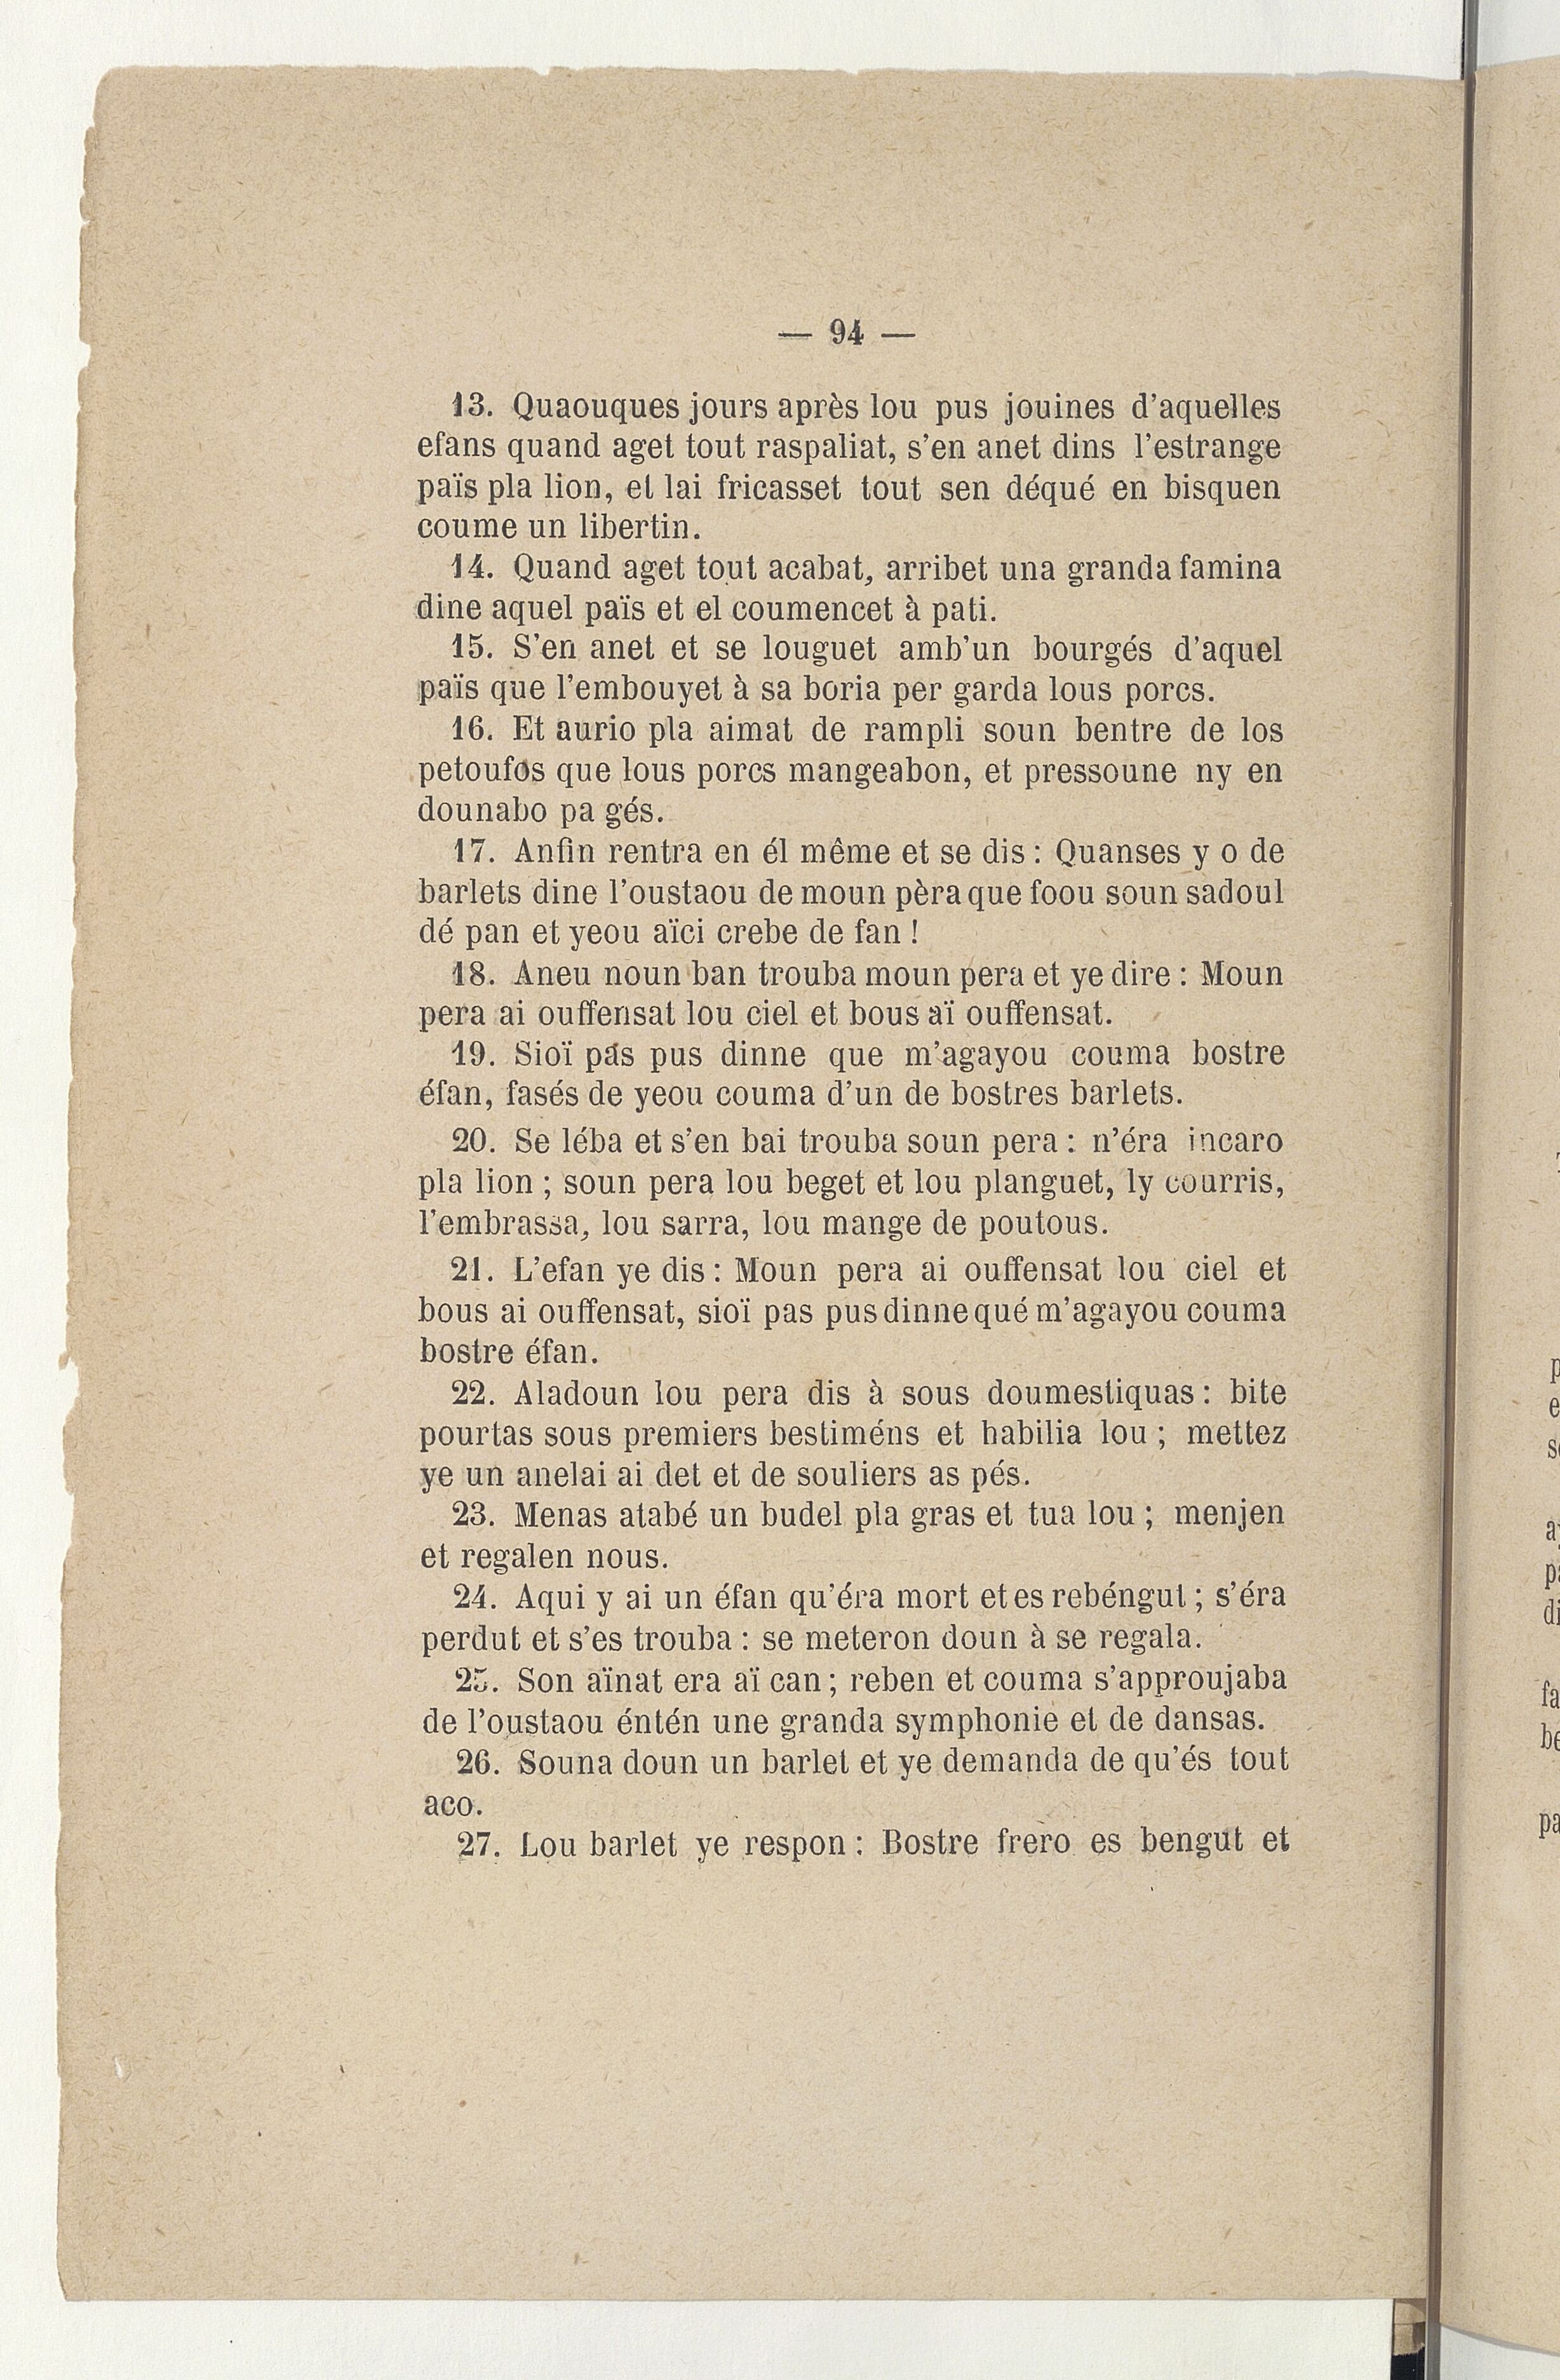 — 94 —
13. Quaouques jours après lou pus jouines d'aquelles
efans quand aget tout raspaliat, s'en anet dins l'estrange
païs pla lion, et lai fricasset tout sen déqué en bisquen
coume un libertin.
14. Quand aget tout acabat, arribet una granda famina
dine aquel païs et el coumencet à pati.
15. S'en anet et se louguet amb'un bourgés d'aquel
païs que l'embouyet à sa boria per garda lous porcs.
16. Et aurio pla aimat de rampli soun bentre de los
petoufos que lous porcs mangeabon, et pressoune ny en
dounabo pa gés.
17. Anfin rentra en él même et se dis : Quanses y o de
barlets dine l'oustaou de moun pèra que foou soun sadoul
dé pan et yeou aïci crebe de fan !
18. Aneu noun ban trouba moun pera et ye dire : Moun
pera ai ouffensat lou ciel et bous aï ouffensat.
19. Sioï pas pus dinne que m'agayou couma bostre
éfan, fasés de yeou couma d'un de bostres barlets.
20. Se léba et s'en bai trouba soun pera : n'éra incaro
pla lion ; soun pera lou beget et lou planguet, ly courris,
l'embrassa, lou sarra, lou mange de poutous.
21. L'efan ye dis : Moun pera ai ouffensat lou ciel et
bous ai ouffensat, sioï pas pus dinne qué m'agayou couma
bostre éfan.
22. Aladoun lou pera dis à sous doumestiquas : bite
pourtas sous premiers bestiméns et habilia lou ; mettez
ye un anelai ai det et de souliers as pés.
23. Menas atabé un budel pla gras et tua lou ; menjen
et regalen nous.
24. Aqui y ai un éfan qu'éra mort et es rebéngut ; s'éra
perdut et s'es trouba : se meteron doun à se regala.
25. Son aïnat era aï can ; reben et couma s'approujaba
de l'oustaou éntén une granda symphonie et de dansas.
26. Souna doun un barlet et ye demanda de qu'és tout
aco.
27. Lou barlet ye respon : Bostre frero es bengut et